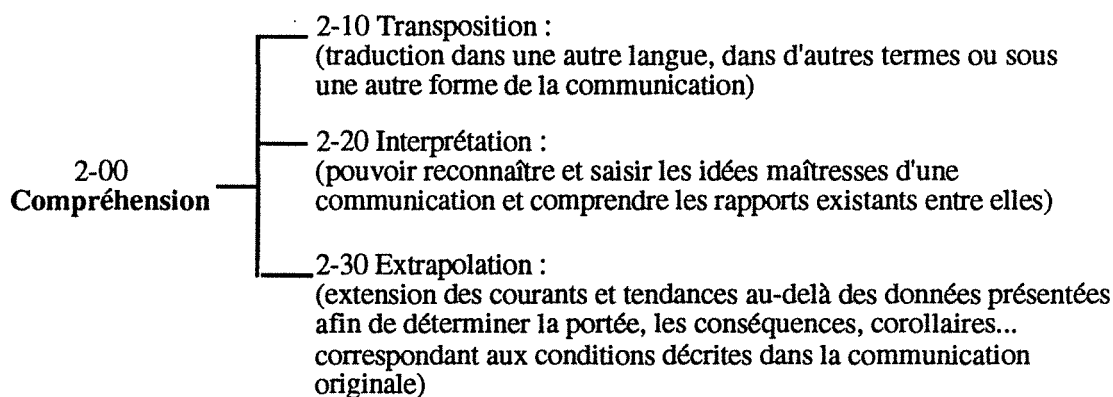 2-10 Transposition :
(traduction dans une autre langue, dans d'autres termes ou sous
une autre forme de la communication)
2-20 Interprétation :
(pouvoir reconnaître et saisir les idées maîtresses d'une
communication et comprendre les rapports existants entre elles)
2-00
Compréhension
2-30 Extrapolation :
(extension des courants et tendances au-delà des données présentées
afin de déterminer la portée, les conséquences, corollaires...
correspondant aux conditions décrites dans la communication
originale)